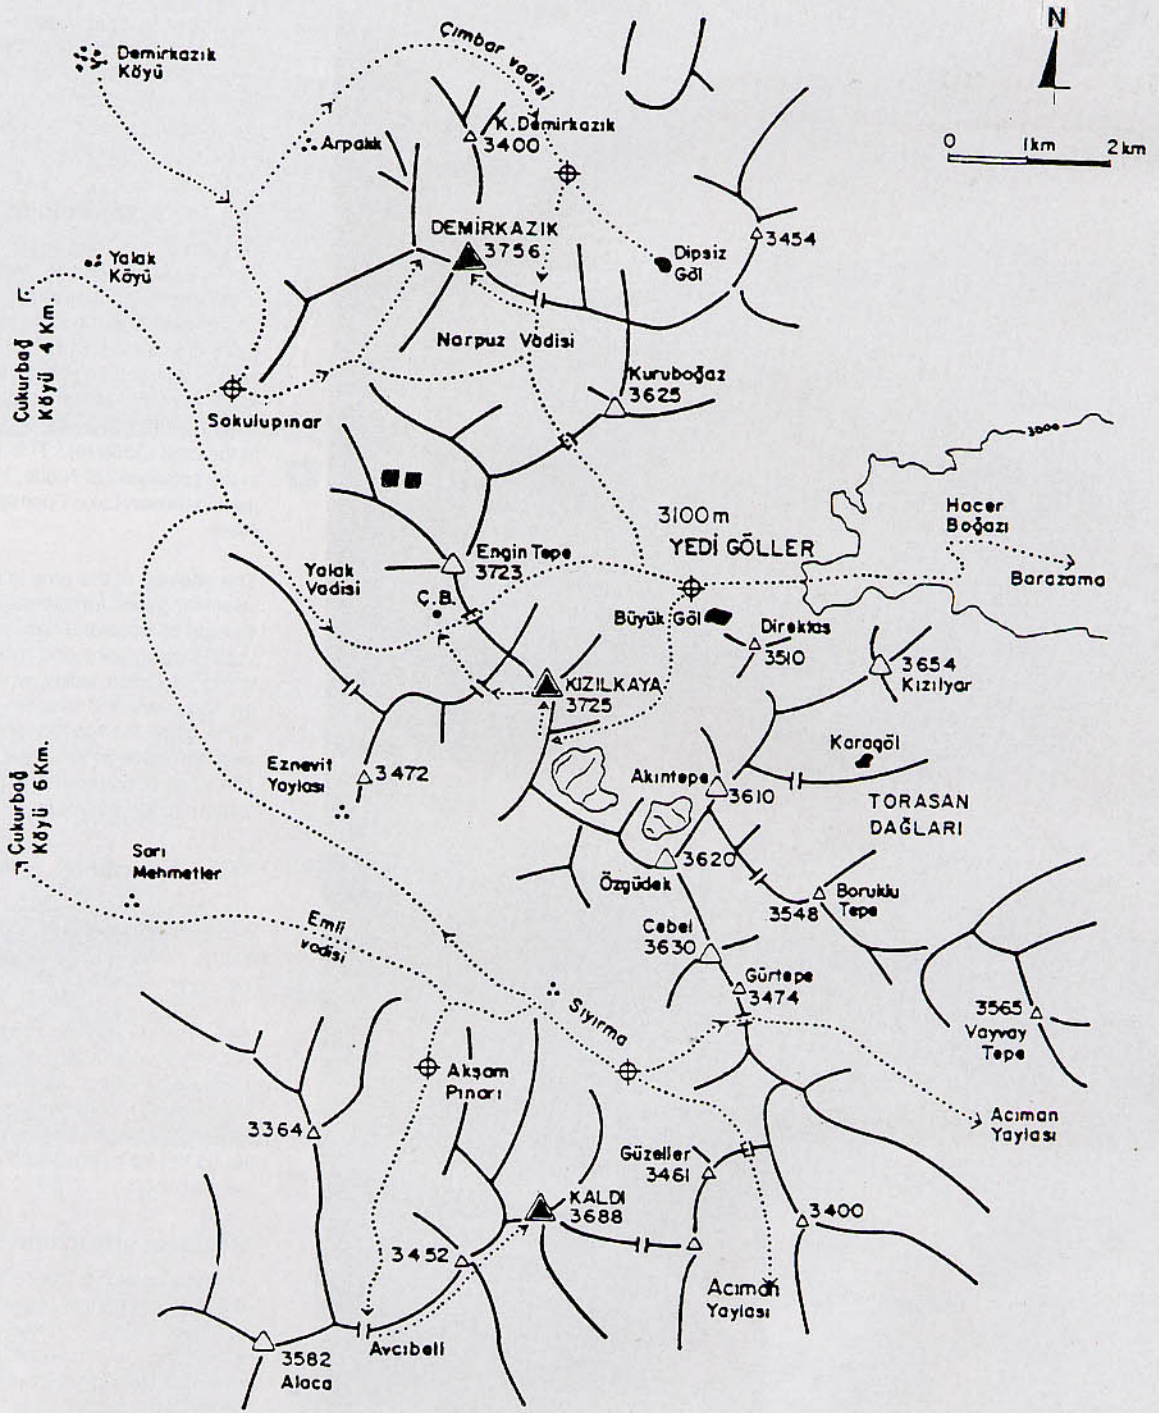 N
0 1km 2 km
Çımbar vadisi
Demirkazık
Köyü
K.Demirkazık
3400
Arpalık
DEMİRKAZIK
3756
3454
Dipsiz
Göl
Yalak
Köyü
Çukurbağ
Köyü 4 Km.
Narpuz Vadisi
Kuruboğaz
3625
Sokulupınar
3000
Hacer
Boğazı
3100m
YEDİ GÖLLER
Barazama
Engin Tepe
3723
Yalak
Vadisi
Ç.B.
Büyük Göl
Direktaş
3510
3654
Kızılyar
KIZILKAYA
3725
Karagöl
Eznevit
Yaylası
3472
Akıntepe
3610
TORASAN
DAĞLARI
Çukurbağ
Köyü 6Km.
Sarı
Mehmetler
3620
Özgüdek
Boruklu
Tepe
3548
Emli
vadisi
Cebel
3630
Gürtepe
3474
Sıyırma
3565
Vayvay
Tepe
Akşam
Pınarı
Acıman
Yaylası
3364
Güzeller
3461
KALDI
3688
3400
3452
Acıman
Yaylası
Avcıbeli
3582
Alaca